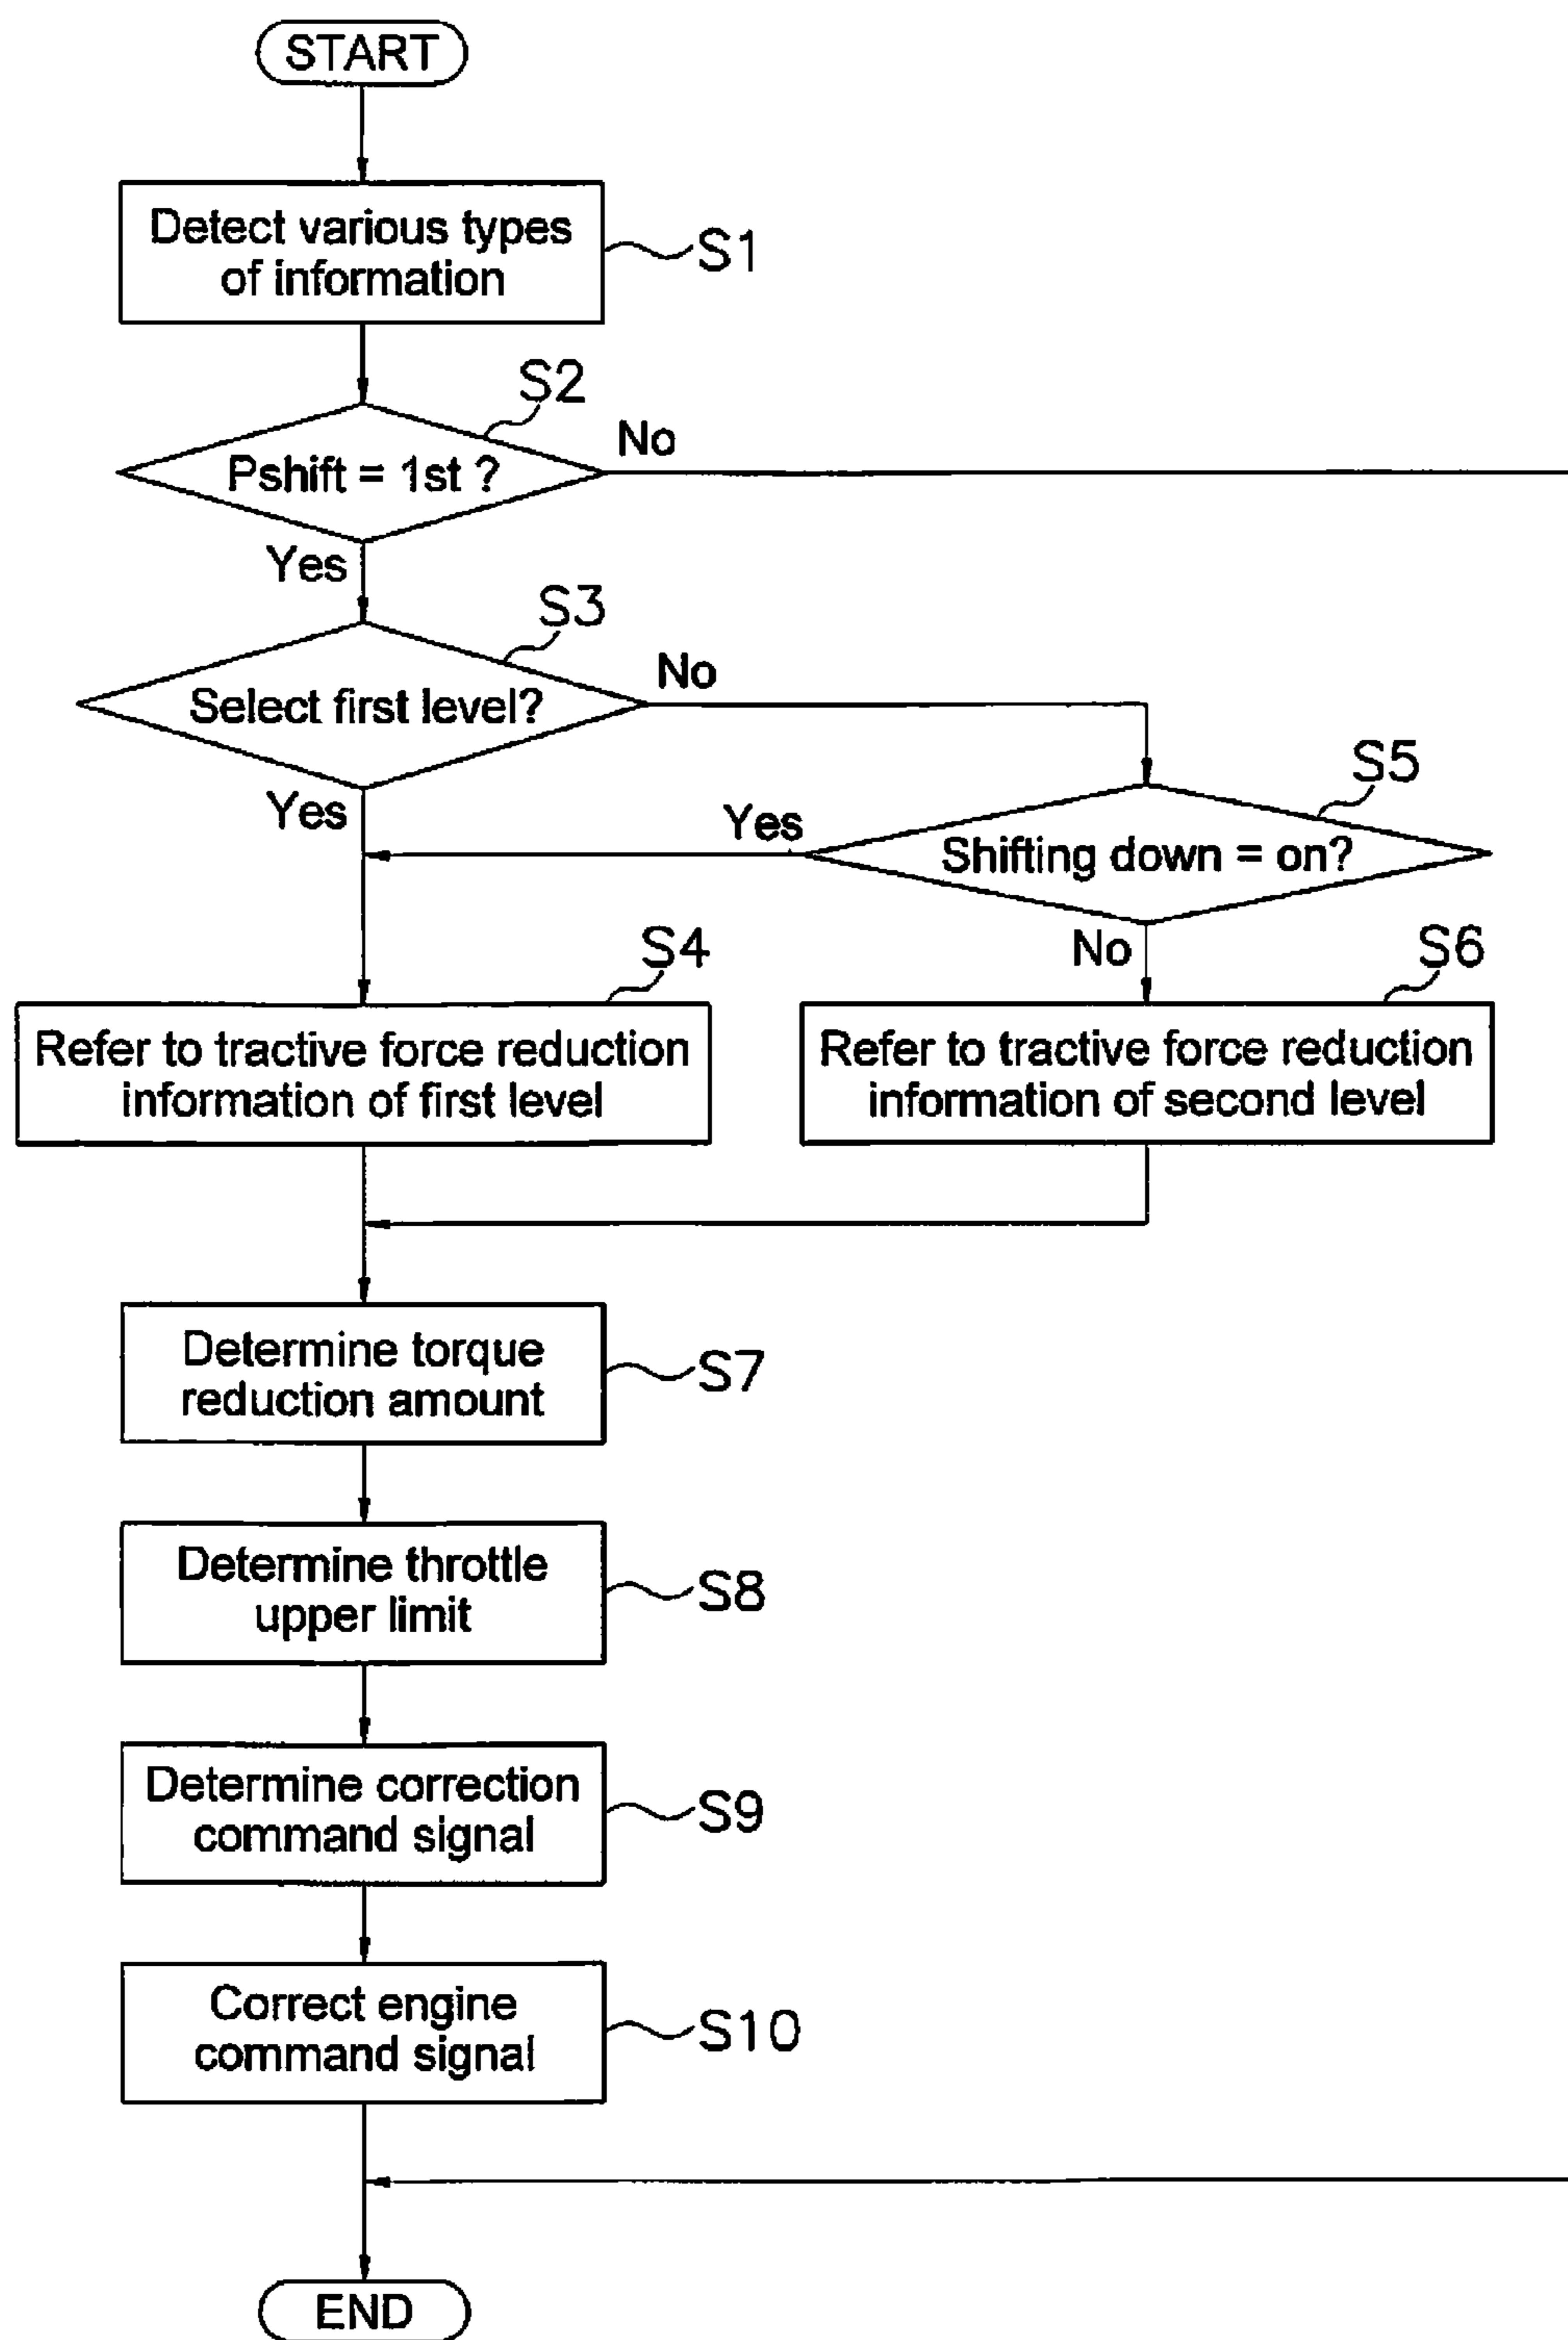 START
Detect various types
of information
S1
S2
Pshift = 1st ?
No
Yes
S3
Select first level?
No
Yes
S5
Shifting down = on?
Yes
No
S4
Refer to tractive force reduction
information of first level
S6
Refer to tractive force reduction
information of second level
Determine torque
reduction amount
S7
Determine throttle
upper limit
S8
Determine correction
command signal
S9
Correct engine
command signal
S10
END